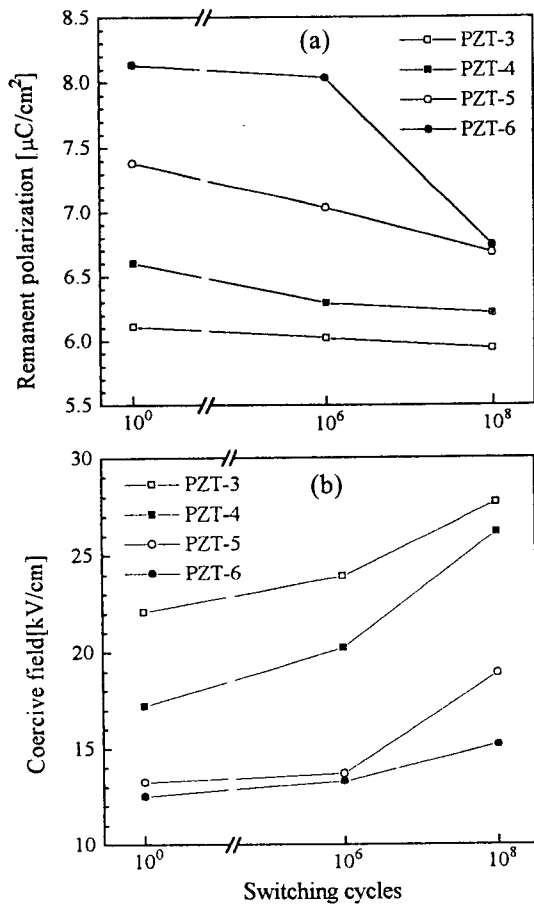 8.5
(a)
PZT-3
8.0
PZT-4
PZT-5
PZT-6
7.5
7.0
6.5
6.0
5.5
Remanent polarization [μC/cm²]
10⁰
10⁶
10⁸
30
(b)
PZT-3
PZT-4
25
PZT-5
PZT-6
20
15
10
Coercive field[kV/cm]
10⁰
10⁶
10⁸
Switching cycles